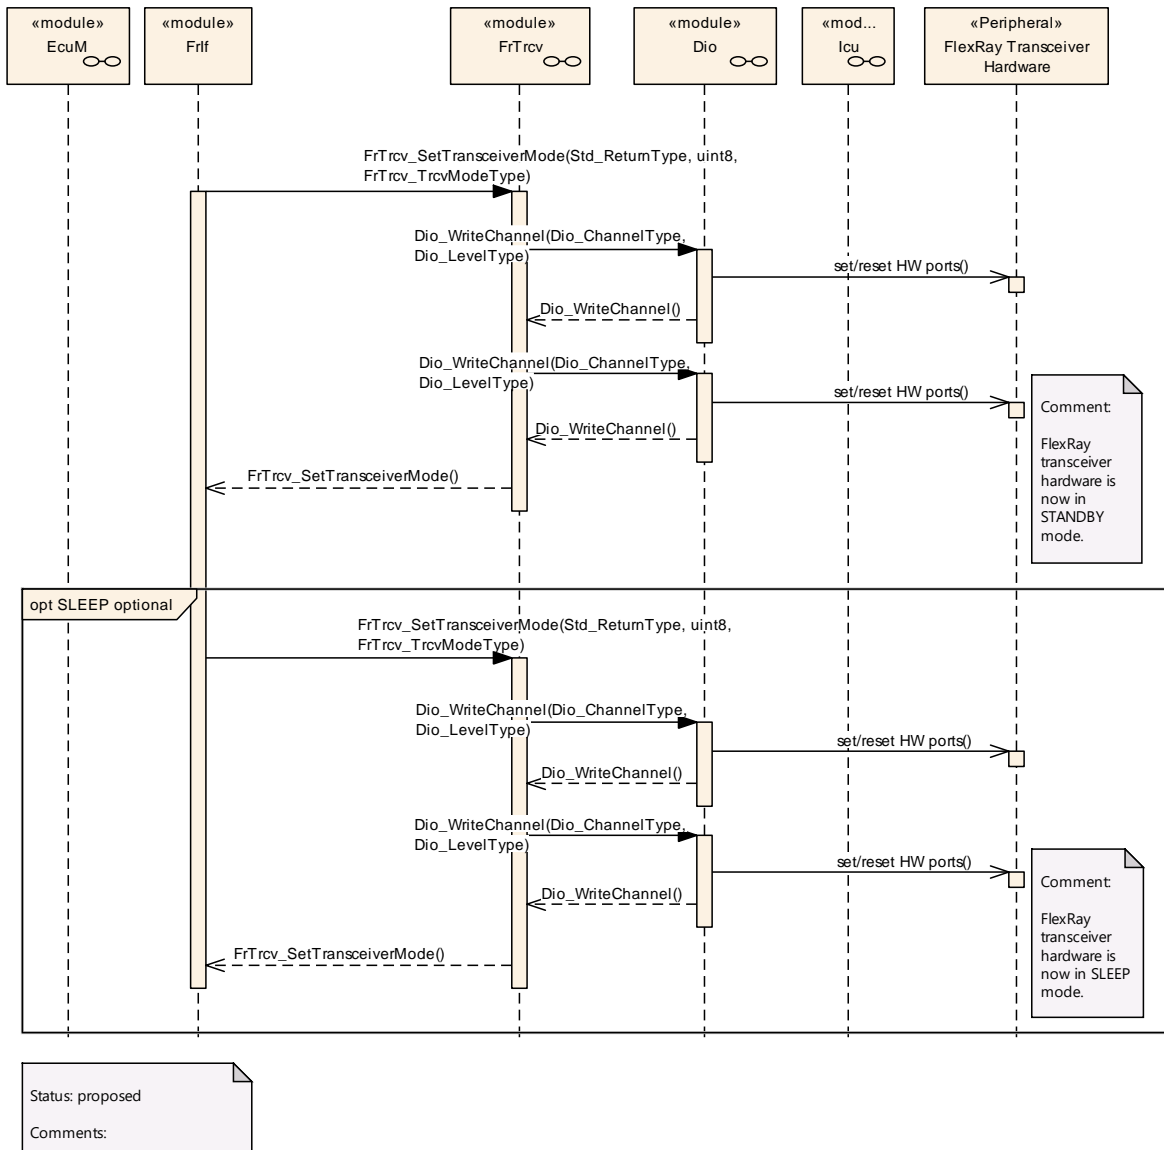 «module»
EcuM
«module»
FrIf
«module»
FrTrcv
«module»
Dio
«mod...
Icu
«Peripheral»
FlexRay Transceiver
Hardware
FrTrcv_SetTransceiverMode(Std_ReturnType, uint8,
FrTrcv_TrcvModeType)
Dio_WriteChannel(Dio_ChannelType,
Dio_LevelType)
set/reset HW ports()
Dio_WriteChannel()
Dio_WriteChannel(Dio_ChannelType,
Dio_LevelType)
set/reset HW ports()
Dio_WriteChannel()
FrTrcv_SetTransceiverMode()
Comment:
FlexRay
transceiver
hardware is
now in
STANDBY
mode.
opt SLEEP optional
FrTrcv_SetTransceiverMode(Std_ReturnType, uint8,
FrTrcv_TrcvModeType)
Dio_WriteChannel(Dio_ChannelType,
Dio_LevelType)
set/reset HW ports()
Dio_WriteChannel()
Dio_WriteChannel(Dio_ChannelType,
Dio_LevelType)
set/reset HW ports()
Dio_WriteChannel()
FrTrcv_SetTransceiverMode()
Comment:
FlexRay
transceiver
hardware is
now in SLEEP
mode.
Status: proposed
Comments: